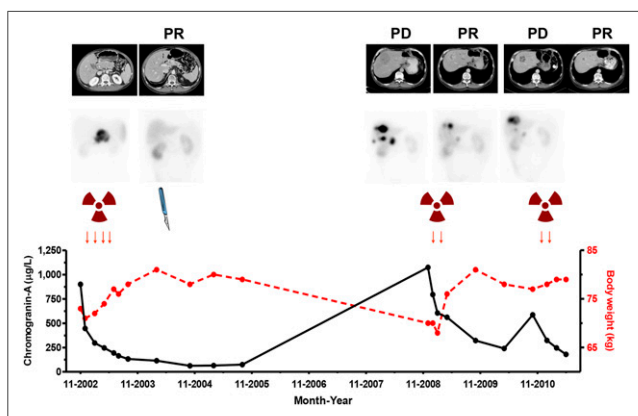 PR PD PR PD PR
1,250
1,000
750
500
250
0
Chromogranin-A (µg/L)
85
75
65
Body weight (kg)
11-2002 11-2003 11-2004 11-2005 11-2006 11-2007 11-2008 11-2009 11-2010
Month-Year